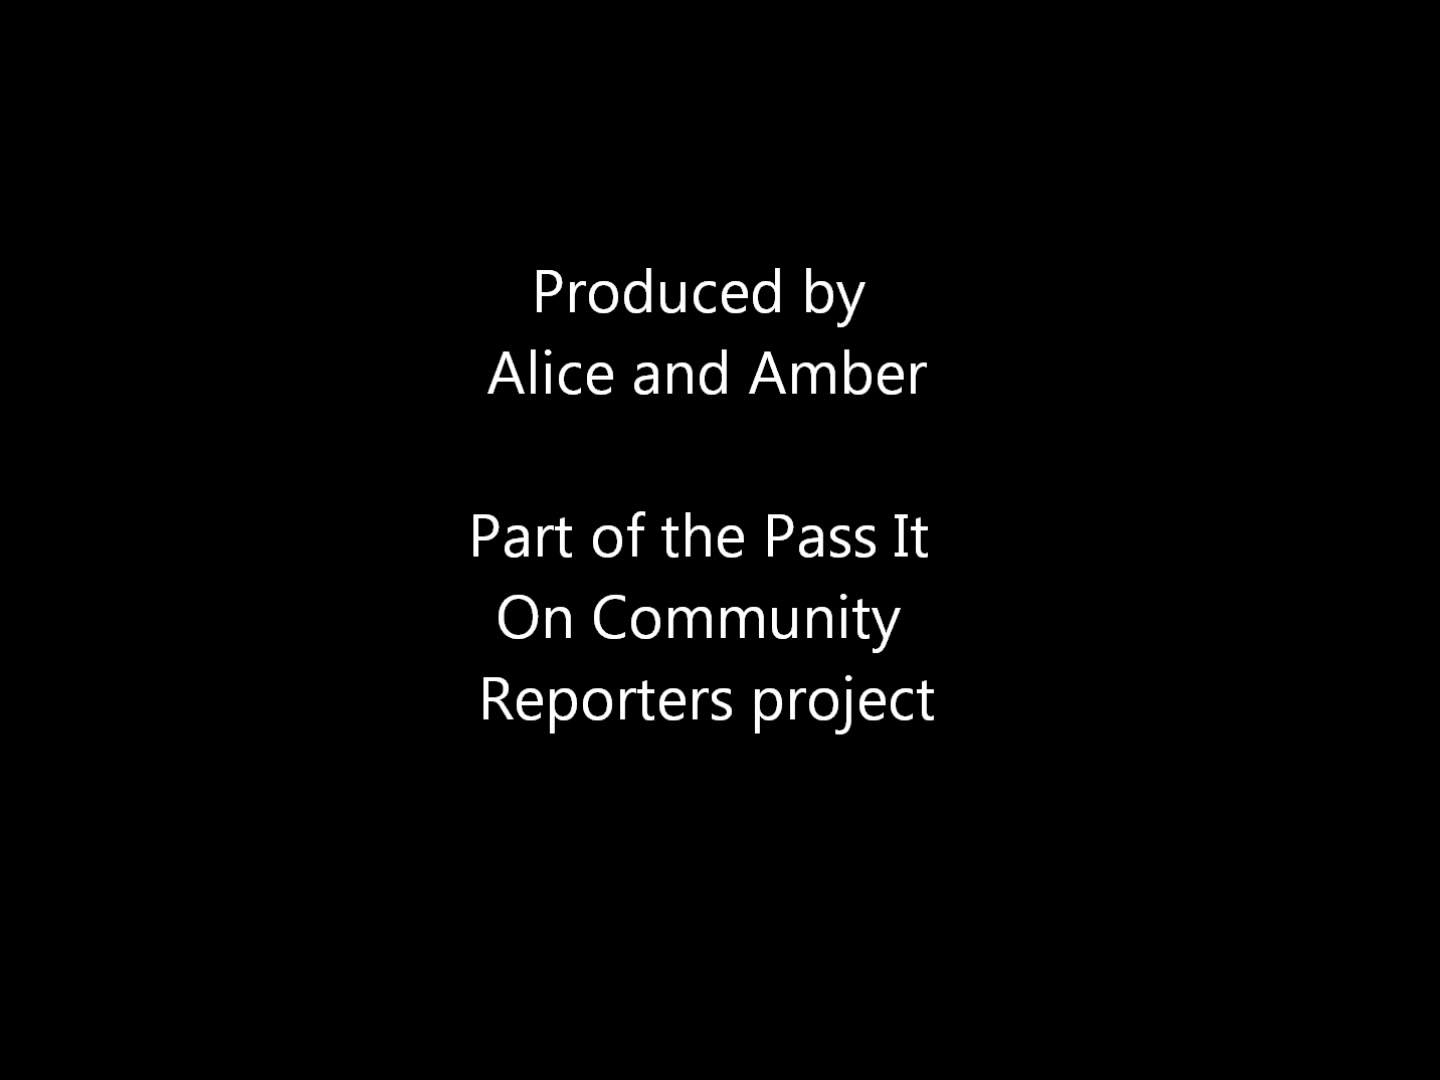 Produced by
Alice and Amber
Part of the Pass It
On Community
Reporters project